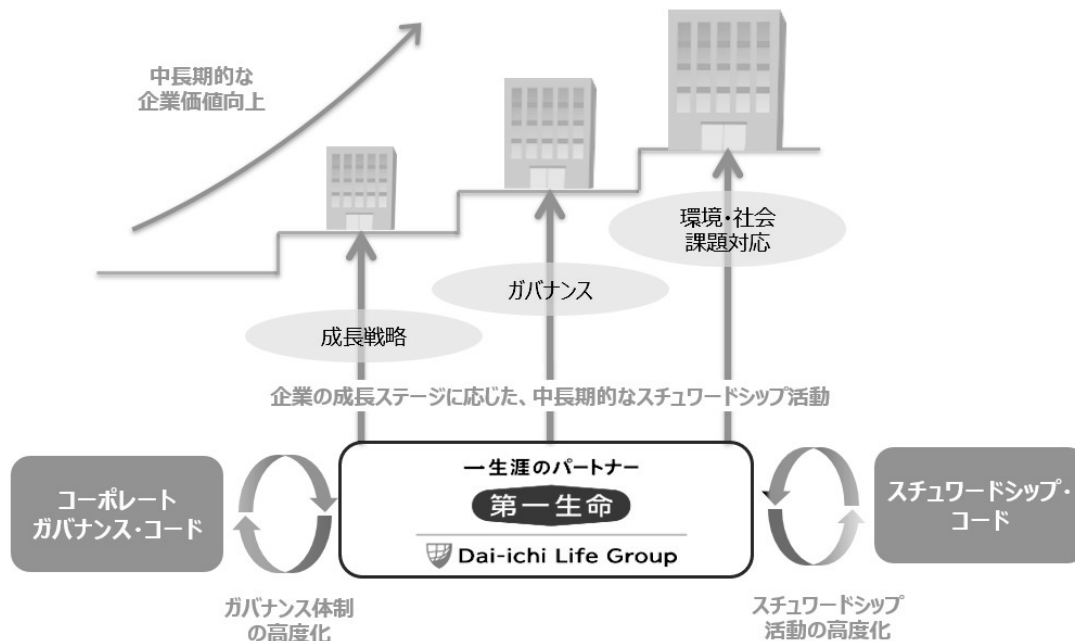 中長期的な
企業価値向上
環境・社会
課題対応
ガバナンス
成長戦略
企業の成長ステージに応じた、中長期的なスチュワードシップ活動
コーポレート
ガバナンス・コード
一生涯のパートナー
第一生命
Dai-ichi Life Group
スチュワードシップ・
コード
ガバナンス体制
の高度化
スチュワードシップ
活動の高度化